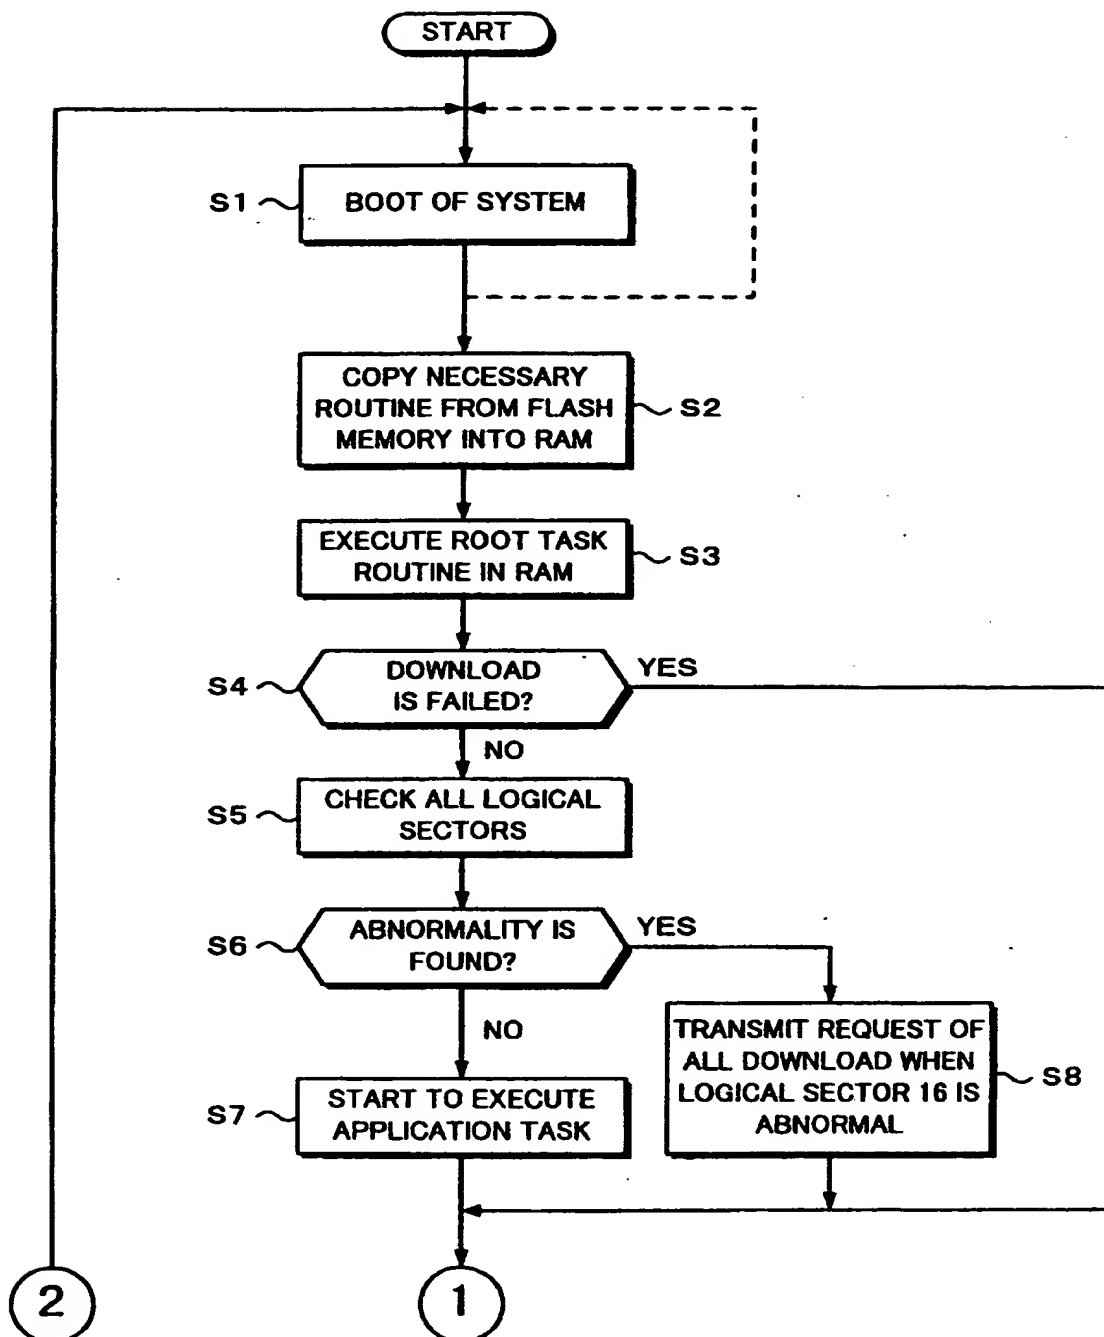 START
S1
BOOT OF SYSTEM
COPY NECESSARY
ROUTINE FROM FLASH
MEMORY INTO RAM
S2
EXECUTE ROOT TASK
ROUTINE IN RAM
S3
S4
DOWNLOAD
IS FAILED?
YES
NO
S5
CHECK ALL LOGICAL
SECTORS
S6
ABNORMALITY IS
FOUND?
YES
NO
TRANSMIT REQUEST OF
ALL DOWNLOAD WHEN
LOGICAL SECTOR 16 IS
ABNORMAL
S8
S7
START TO EXECUTE
APPLICATION TASK
2
1